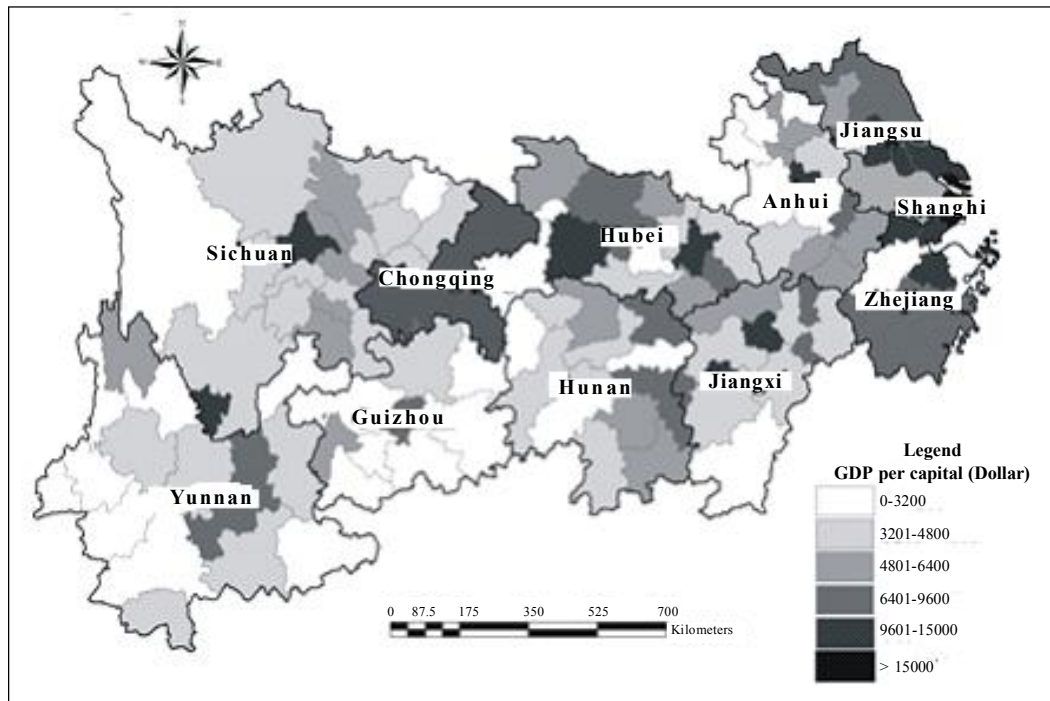 N
Jiangsu
Anhui
Shanghi
Hubei
Sichuan
Chongqing
Zhejiang
Hunan
Jiangxi
Guizhou
Yunnan
Legend
GDP per capital (Dollar)
0-3200
3201-4800
4801-6400
6401-9600
9601-15000
> 15000
0 87.5 175 350 525 700
Kilometers